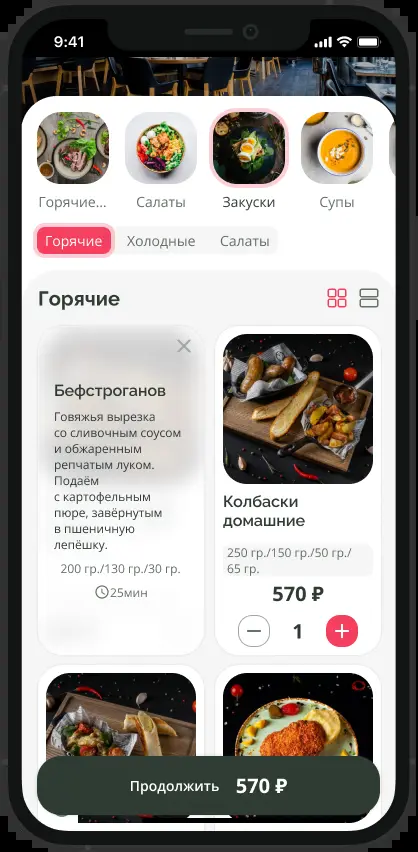 9:41
Горячие...
Салаты
Закуски
Супы
Горячие
Холодные
Салаты
Горячие
Бефстроганов
Говяжья вырезка
со сливочным соусом
и обжаренным
репчатым луком.
Подаём
с картофельным
пюре, завёрнутым
в пшеничную
лепёшку.
200 гр./130 гр./30 гр.
25мин
Колбаски
домашние
250 гр./150 гр./50 гр./
65 гр.
570 ₽
1
Продолжить 570 ₽